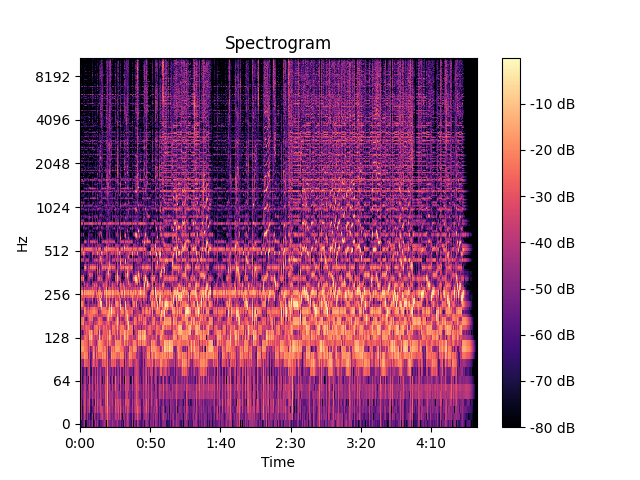 Spectrogram
8192
4096
2048
1024
512
256
128
64
0
Hz
0:00
0:50
1:40
2:30
3:20
4:10
Time
-10 dB
-20 dB
-30 dB
-40 dB
-50 dB
-60 dB
-70 dB
-80 dB